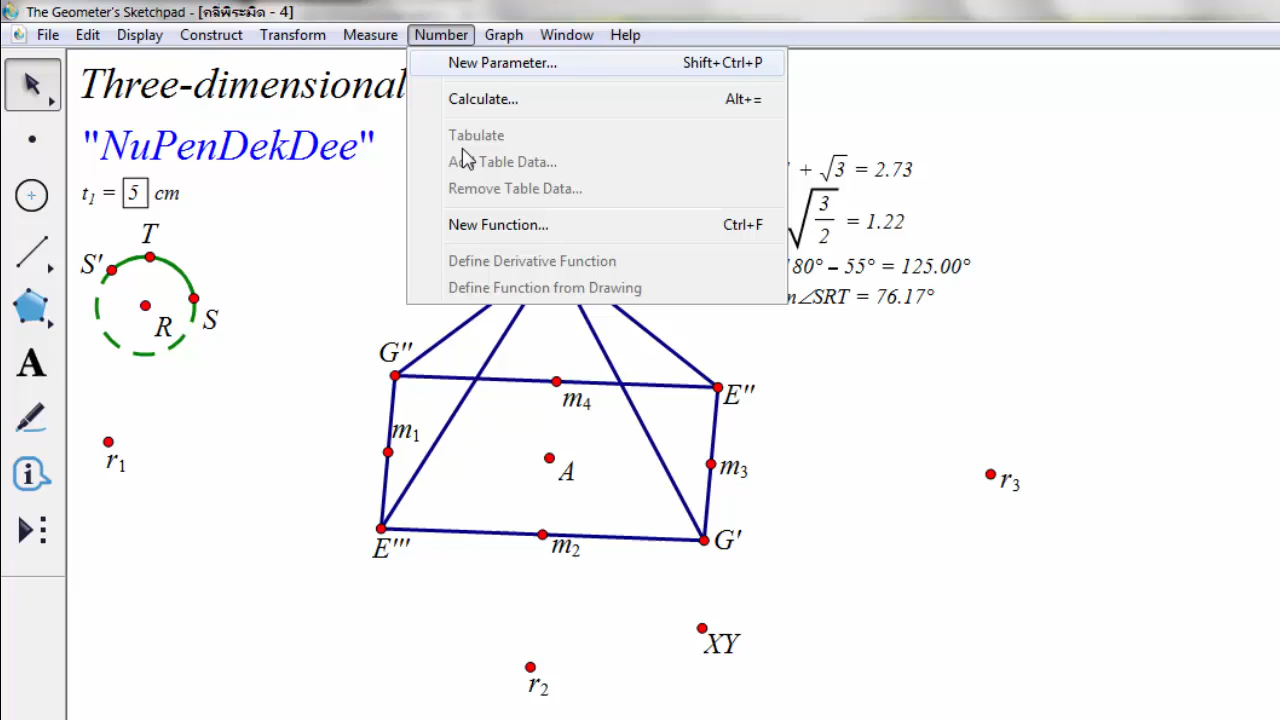 The Geometer's Sketchpad - [คลี่พีระมิด - 4]
File Edit Display Construct Transform Measure Number Graph Window Help
New Parameter... Shift+Ctrl+P
Calculate... Alt+=
Tabulate
Table Data...
Remove Table Data...
New Function... Ctrl+F
Define Derivative Function
Define Function from Drawing
Three-dimensional
"NuPenDekDee"
t1 = 5 cm
+ √3 = 2.73
√(3/2) = 1.22
80° – 55° = 125.00°
m∠SRT = 76.17°
T
S'
R
S
G''
E''
m4
m1
A
m3
E'''
m2
G'
r1
r3
XY
r2
A
i